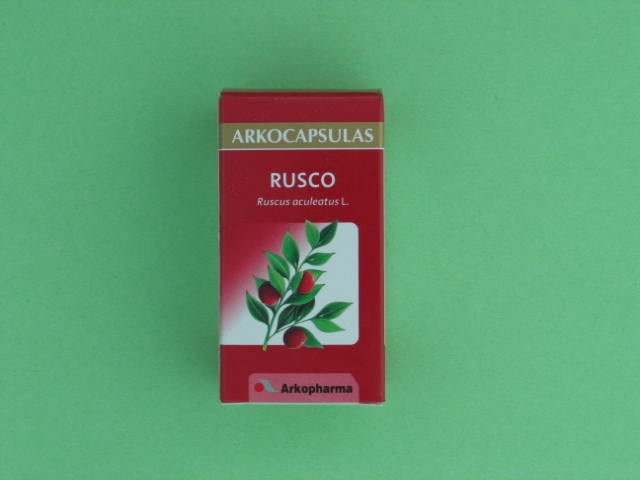 ARKOCAPSULAS
RUSCO
Ruscus aculeatus L.
Arkopharma